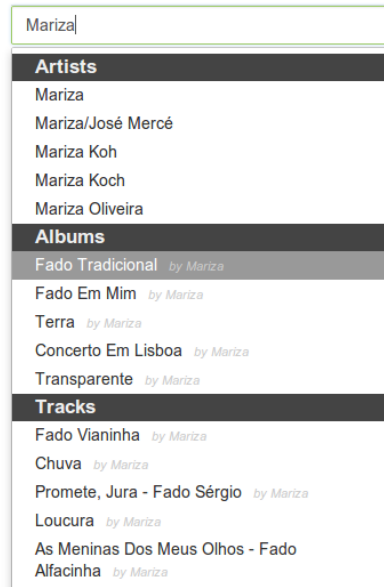 Mariza
Artists
Mariza
Mariza/José Mercé
Mariza Koh
Mariza Koch
Mariza Oliveira
Albums
Fado Tradicional by Mariza
Fado Em Mim by Mariza
Terra by Mariza
Concerto Em Lisboa by Mariza
Transparente by Mariza
Tracks
Fado Vianinha by Mariza
Chuva by Mariza
Promete, Jura - Fado Sérgio by Mariza
Loucura by Mariza
As Meninas Dos Meus Olhos - Fado
Alfacinha by Mariza